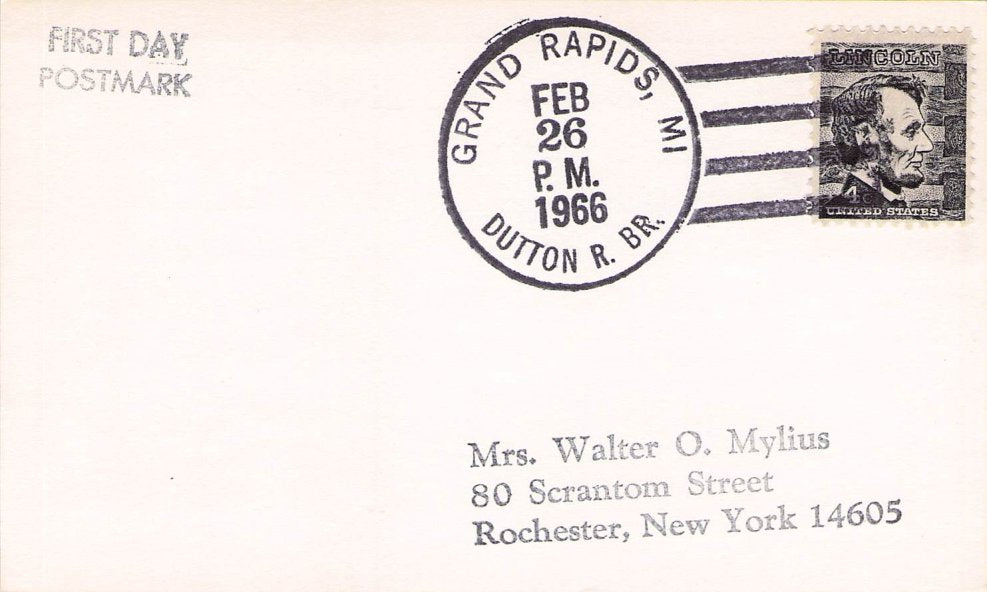 FIRST DAY
POSTMARK
GRAND RAPIDS, MI
FEB
26
P. M.
1966
DUTTON R. BR.
LINCOLN
4c
UNITED STATES
Mrs. Walter O. Mylius
80 Scrantom Street
Rochester, New York 14605